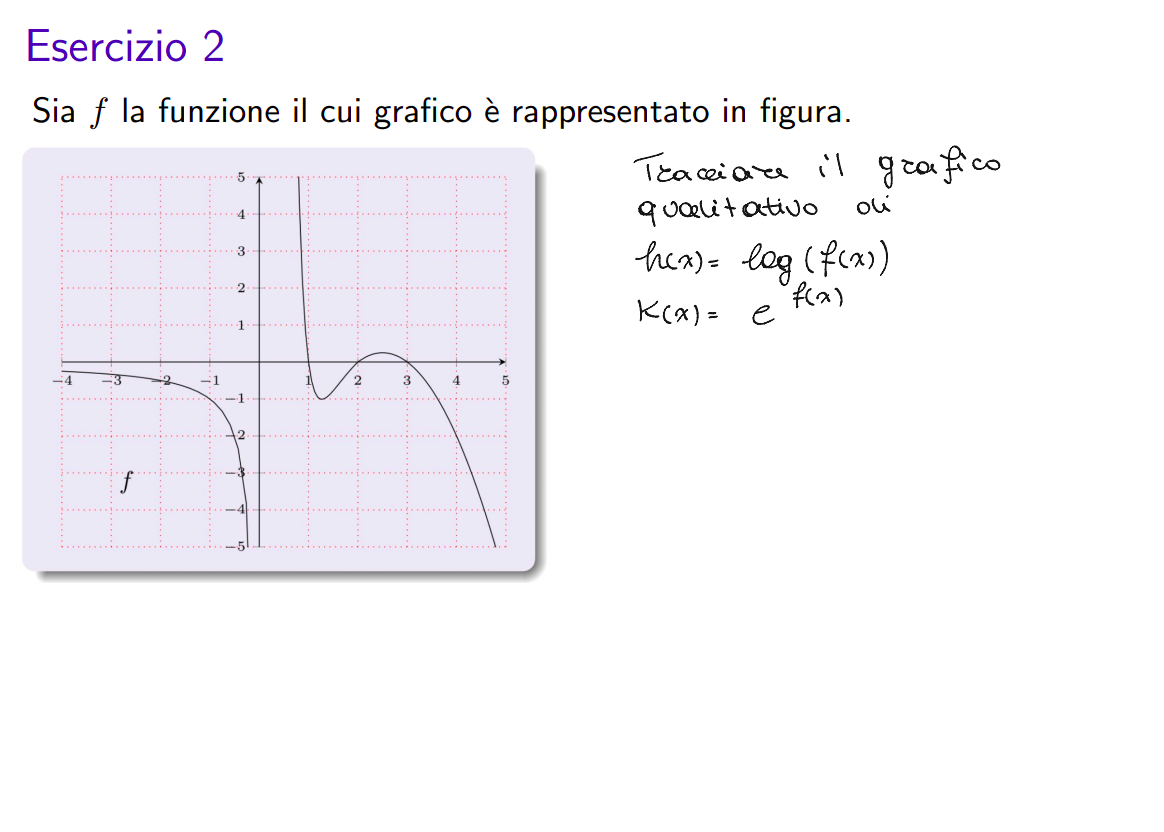 Esercizio 2
Sia f la funzione il cui grafico è rappresentato in figura.
Tracciare il grafico
qualitativo di
h(x) = log (f(x))
K(x) = e^{f(x)}
5
4
3
2
1
−4 −3 −2 −1 1 2 3 4 5
−1
−2
−3
f
−4
−5